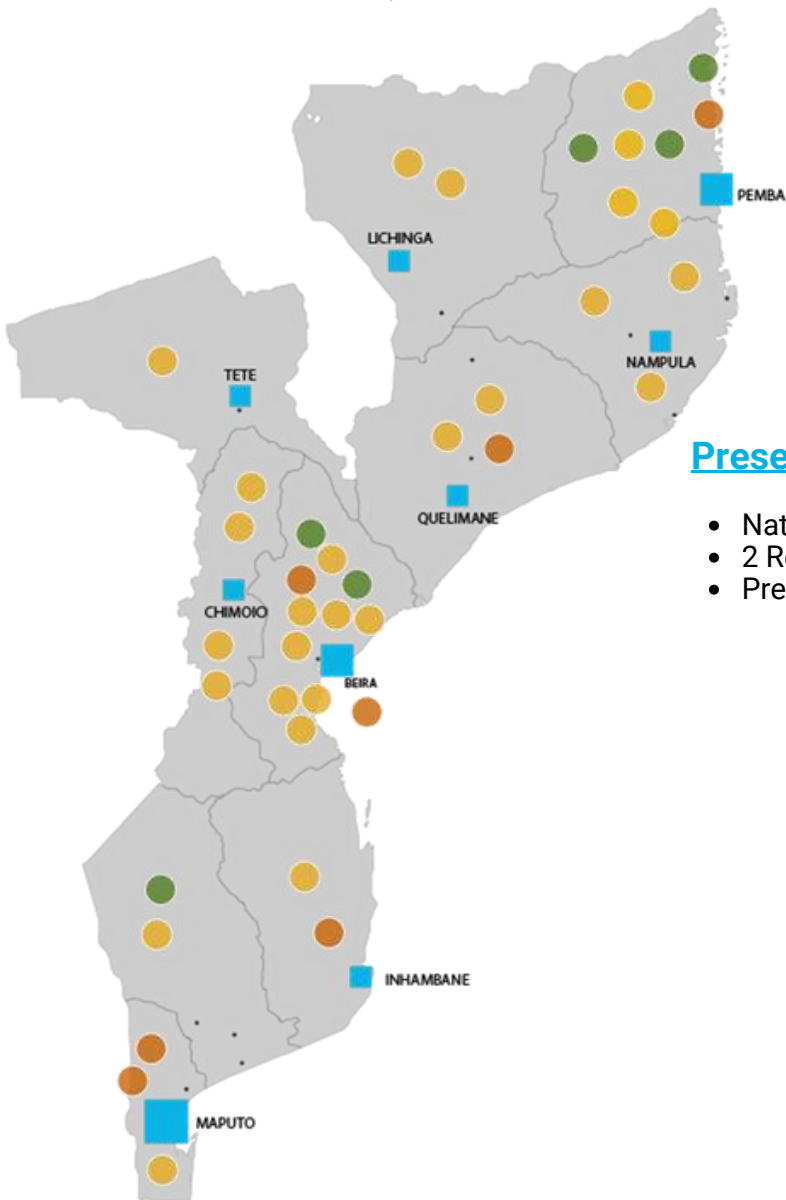 PEMBA
LICHINGA
NAMPULA
TETE
QUELIMANE
CHIMOIO
BEIRA
INHAMBANE
MAPUTO
Prese
• Nat
• 2 R
• Pre